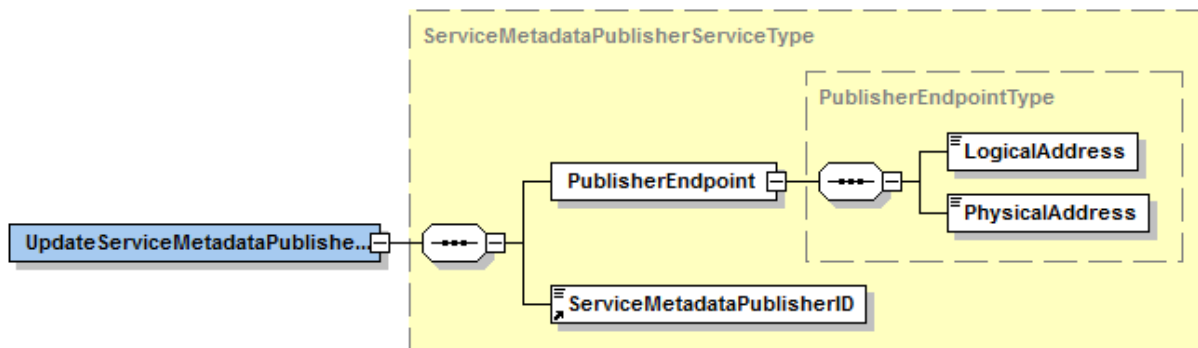 ServiceMetadataPublisherServiceType
PublisherEndpointType
LogicalAddress
PublisherEndpoint
PhysicalAddress
UpdateServiceMetadataPublishe...
ServiceMetadataPublisherID